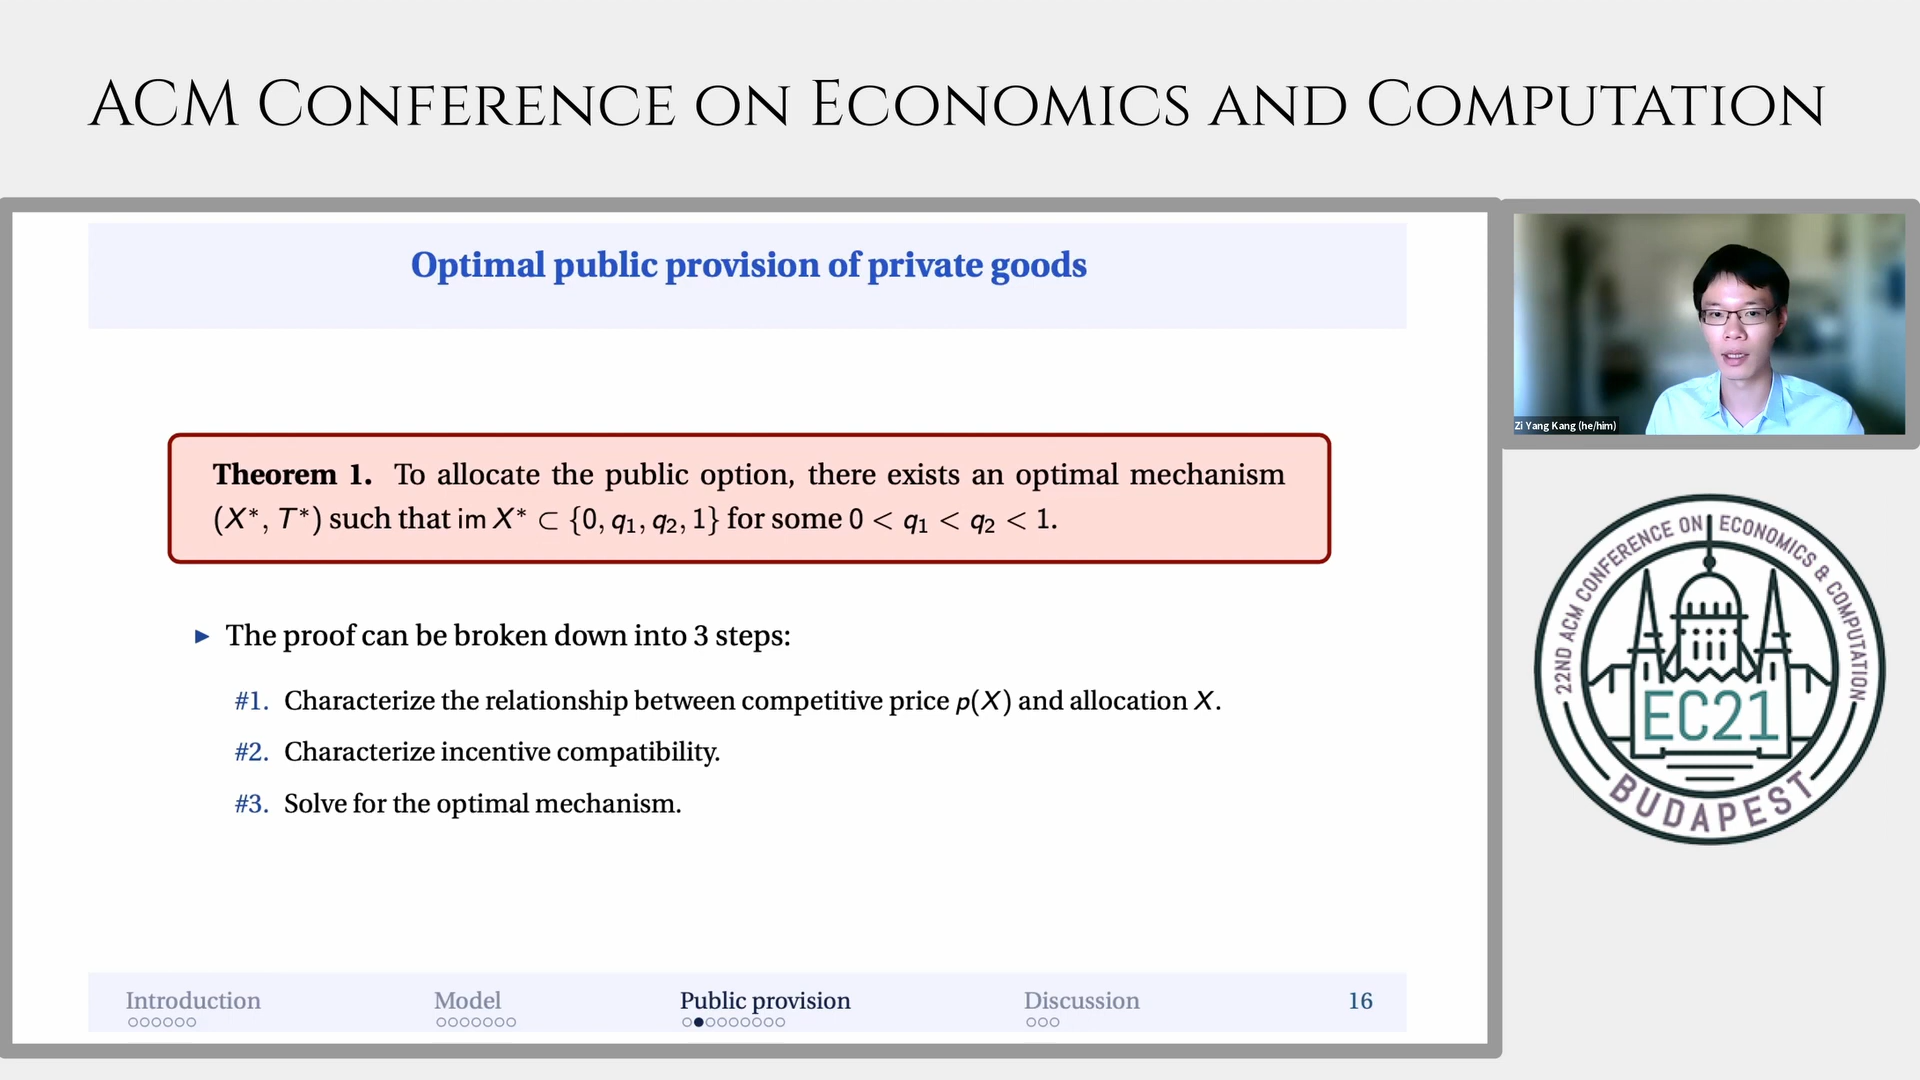 ACM Conference on Economics and Computation
Optimal public provision of private goods
Theorem 1. To allocate the public option, there exists an optimal mechanism
(X*, T*) such that im X* ⊂ {0, q₁, q₂, 1} for some 0 < q₁ < q₂ < 1.
► The proof can be broken down into 3 steps:
#1. Characterize the relationship between competitive price p(X) and allocation X.
#2. Characterize incentive compatibility.
#3. Solve for the optimal mechanism.
Introduction Model Public provision Discussion 16
Zi Yang Kang (he/him)
22ND ACM CONFERENCE ON ECONOMICS & COMPUTATION
EC21
BUDAPEST